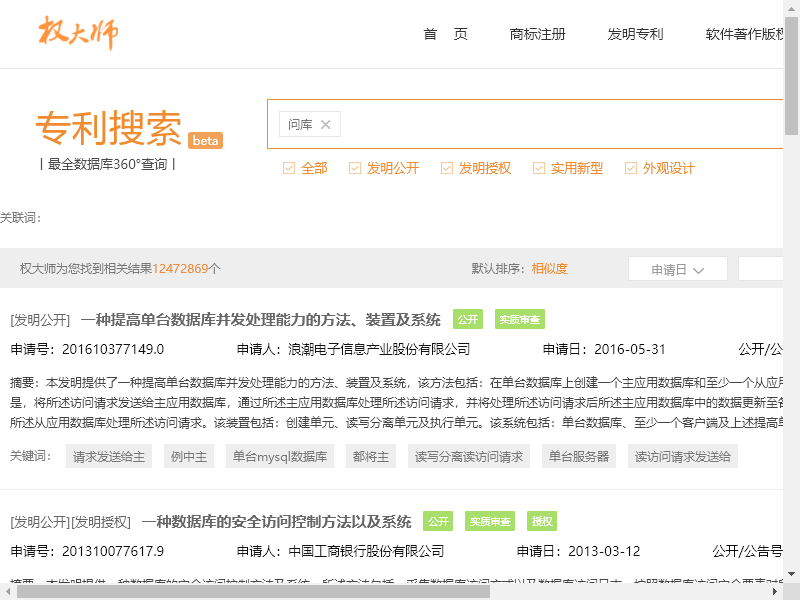 权大师
首 页 商标注册 发明专利 软件著作版权
专利搜索 beta
丨最全数据库360°查询丨
问库 ×
全部 发明公开 发明授权 实用新型 外观设计
关联词:
权大师为您找到相关结果12472869个 默认排序: 相似度 申请日
[发明公开] 一种提高单台数据库并发处理能力的方法、装置及系统 公开 实质审查
申请号: 201610377149.0 申请人: 浪潮电子信息产业股份有限公司 申请日: 2016-05-31 公开/公
摘要: 本发明提供了一种提高单台数据库并发处理能力的方法、装置及系统, 该方法包括: 在单台数据库上创建一个主应用数据库和至少一个从应用
是, 将所述访问请求发送给主应用数据库, 通过所述主应用数据库处理所述访问请求, 并将处理所述访问请求后所述主应用数据库中的数据更新至各
所述从应用数据库处理所述访问请求。该装置包括: 创建单元、读写分离单元及执行单元。该系统包括: 单台数据库、至少一个客户端及上述提高单
关键词: 请求发送给主 例中主 单台mysql数据库 都将主 读写分离读访问请求 单台服务器 读访问请求发送给
[发明公开][发明授权] 一种数据库的安全访问控制方法以及系统 公开 实质审查 授权
申请号: 201310077617.9 申请人: 中国工商银行股份有限公司 申请日: 2013-03-12 公开/公告号